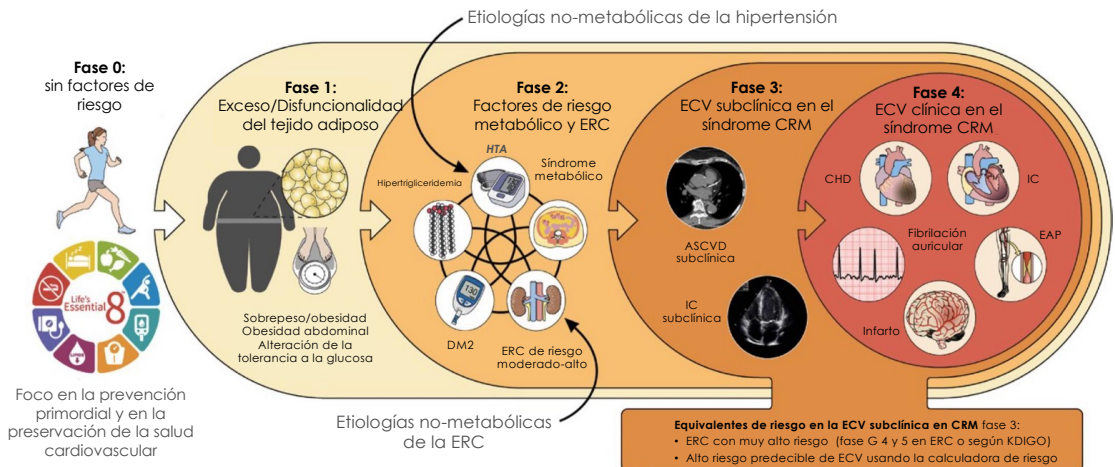 Etiologías no-metabólicas de la hipertensión
Fase 0:
sin factores de
riesgo
Life's
Essential
8
Foco en la prevención
primordial y en la
preservación de la salud
cardiovascular
Fase 1:
Exceso/Disfuncionalidad
del tejido adiposo
Sobrepeso/obesidad
Obesidad abdominal
Alteración de la
tolerancia a la glucosa
Fase 2:
Factores de riesgo
metabólico y ERC
HTA
Síndrome
metabólico
Hipertrigliceridemia
130
DM2
ERC de riesgo
moderado-alto
Etiologías no-metabólicas
de la ERC
Fase 3:
ECV subclínica en el
síndrome CRM
ASCVD
subclínica
IC
subclínica
Fase 4:
ECV clínica en el
síndrome CRM
CHD
IC
Fibrilación
auricular
EAP
Infarto
Equivalentes de riesgo en la ECV subclínica en CRM fase 3:
• ERC con muy alto riesgo (fase G 4 y 5 en ERC o según KDIGO)
• Alto riesgo predecible de ECV usando la calculadora de riesgo